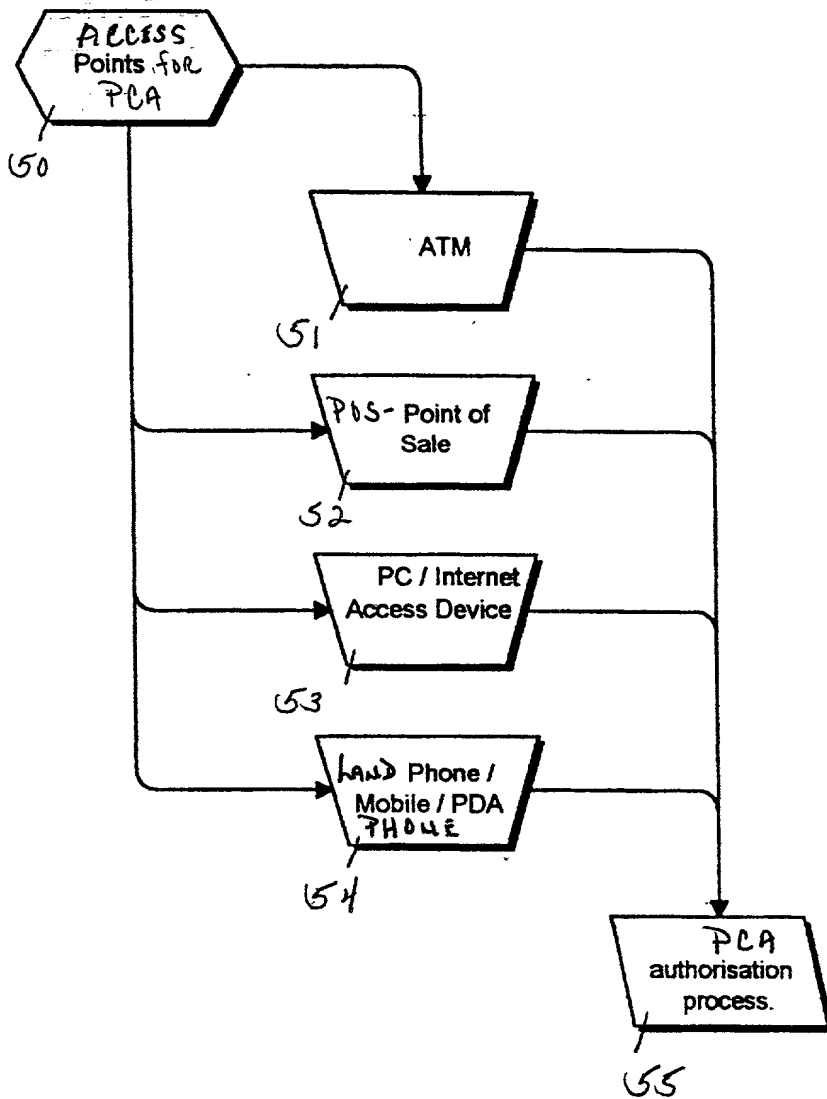 ACCESS
Points for
PCA
50
ATM
51
POS- Point of
Sale
52
PC / Internet
Access Device
53
LAND Phone /
Mobile / PDA
PHONE
54
PCA
authorisation
process.
55